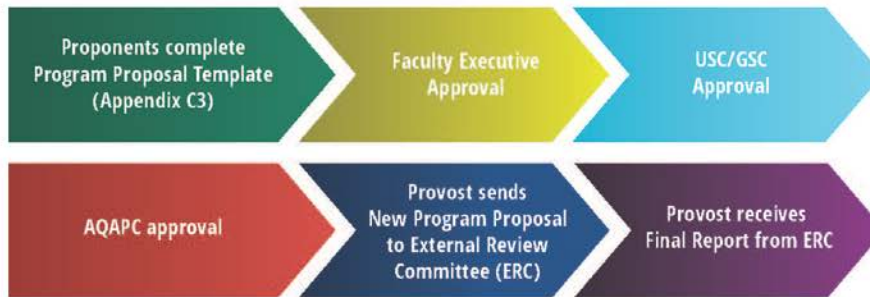 Proponents complete
Program Proposal Template
(Appendix C3)
Faculty Executive
Approval
USC/GSC
Approval
AQAPC approval
Provost sends
New Program Proposal
to External Review
Committee (ERC)
Provost receives
Final Report from ERC